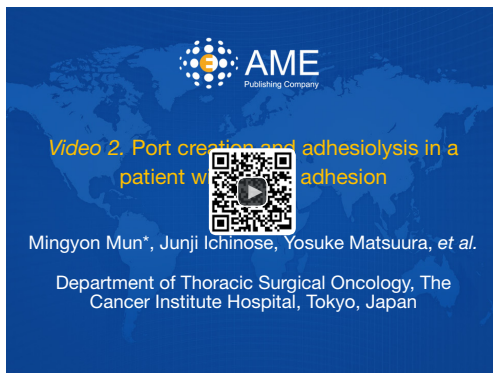 AME
Publishing Company
Video 2. Port creation and adhesiolysis in a
patient adhesion
Mingyon Mun*, Junji Ichinose, Yosuke Matsuura, et al.
Department of Thoracic Surgical Oncology, The
Cancer Institute Hospital, Tokyo, Japan